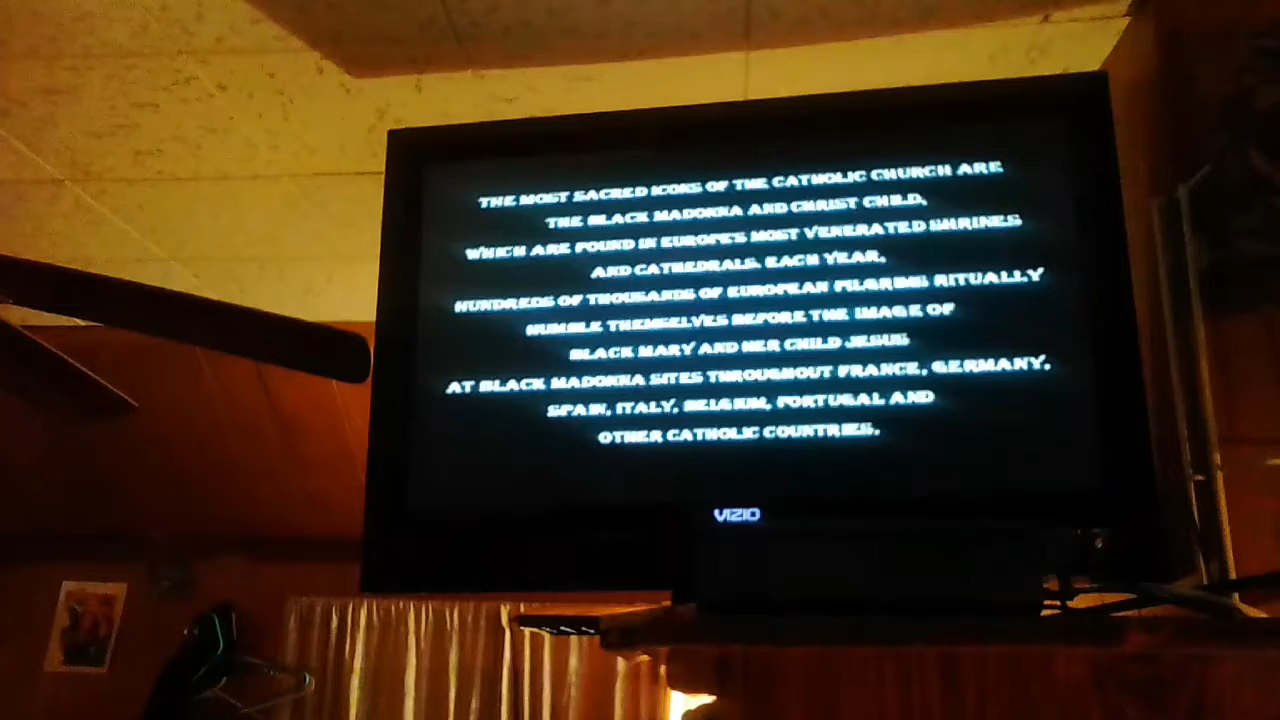 THE MOST SACRED ICONS OF THE CATHOLIC CHURCH ARE
THE BLACK MADONNA AND CHRIST CHILD,
WHICH ARE FOUND IN EUROPE'S MOST VENERATED SHRINES
AND CATHEDRALS. EACH YEAR,
HUNDREDS OF THOUSANDS OF EUROPEAN PILGRIMS RITUALLY
HUMBLE THEMSELVES BEFORE THE IMAGE OF
BLACK MARY AND HER CHILD JESUS
AT BLACK MADONNA SITES THROUGHOUT FRANCE, GERMANY,
SPAIN, ITALY, BELGIUM, PORTUGAL AND
OTHER CATHOLIC COUNTRIES.
VIZIO